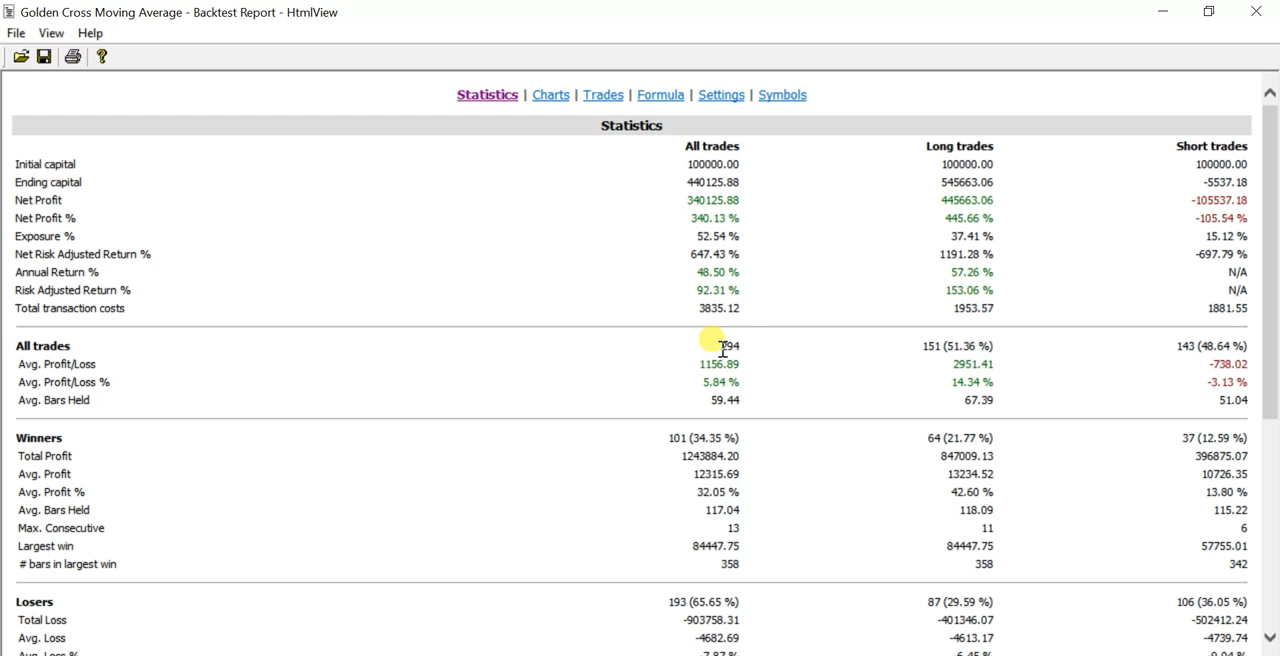 Golden Cross Moving Average - Backtest Report - HtmlView
File View Help
Statistics | Charts | Trades | Formula | Settings | Symbols
Statistics
All trades Long trades Short trades
Initial capital 100000.00 100000.00 100000.00
Ending capital 440125.88 545663.06 -5537.18
Net Profit 340125.88 445663.06 -105537.18
Net Profit % 340.13 % 445.66 % -105.54 %
Exposure % 52.54 % 37.41 % 15.12 %
Net Risk Adjusted Return % 647.43 % 1191.28 % -697.79 %
Annual Return % 48.50 % 57.26 % N/A
Risk Adjusted Return % 92.31 % 153.06 % N/A
Total transaction costs 3835.12 1953.57 1881.55
All trades 294 151 (51.36 %) 143 (48.64 %)
Avg. Profit/Loss 1156.89 2951.41 -738.02
Avg. Profit/Loss % 5.84 % 14.34 % -3.13 %
Avg. Bars Held 59.44 67.39 51.04
Winners 101 (34.35 %) 64 (21.77 %) 37 (12.59 %)
Total Profit 1243884.20 847009.13 396875.07
Avg. Profit 12315.69 13234.52 10726.35
Avg. Profit % 32.05 % 42.60 % 13.80 %
Avg. Bars Held 117.04 118.09 115.22
Max. Consecutive 13 11 6
Largest win 84447.75 84447.75 57755.01
# bars in largest win 358 358 342
Losers 193 (65.65 %) 87 (29.59 %) 106 (36.05 %)
Total Loss -903758.31 -401346.07 -502412.24
Avg. Loss -4682.69 -4613.17 -4739.74
Avg. Loss % -7.87 % -6.45 % -9.04 %